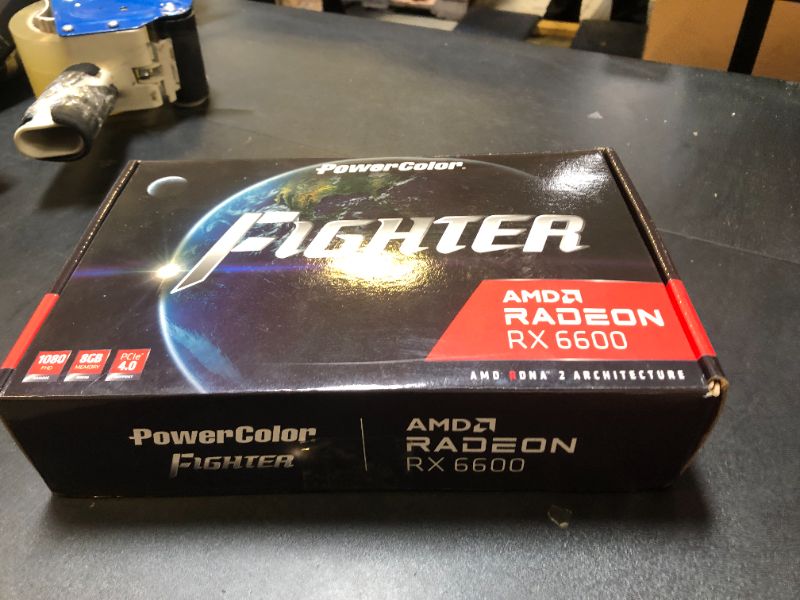 PowerColor
FIGHTER
AMD
RADEON
RX 6600
1080
FHD
8GB
MEMORY
PCIe
4.0
AMD RDNA 2 ARCHITECTURE
PowerColor
FIGHTER
AMD
RADEON
RX 6600